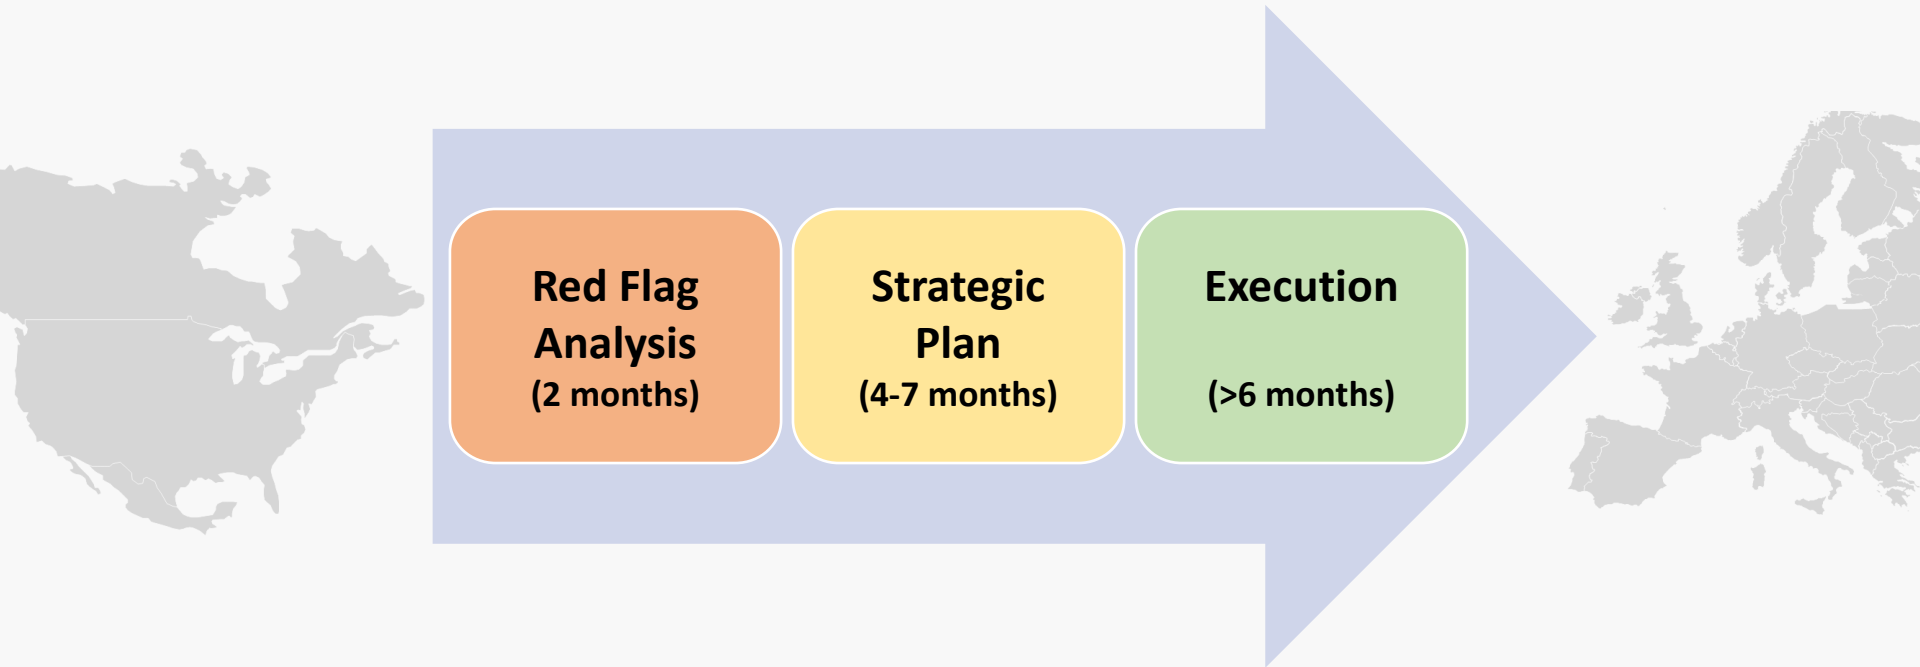 Red Flag
Analysis
(2 months)
Strategic
Plan
(4-7 months)
Execution
(>6 months)